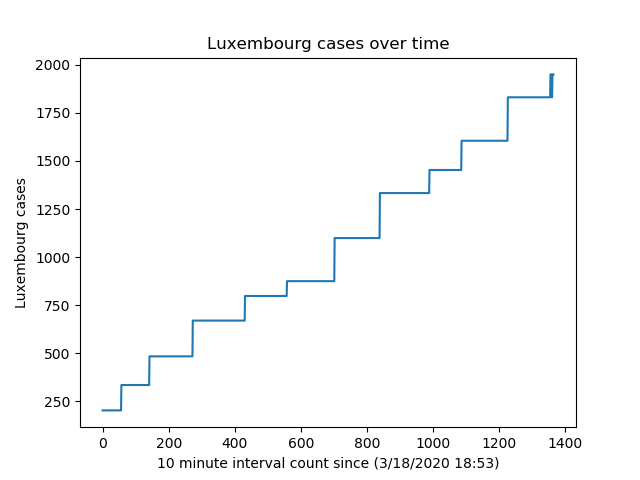 Luxembourg cases over time
2000
1750
1500
1250
1000
750
500
250
Luxembourg cases
0 200 400 600 800 1000 1200 1400
10 minute interval count since (3/18/2020 18:53)